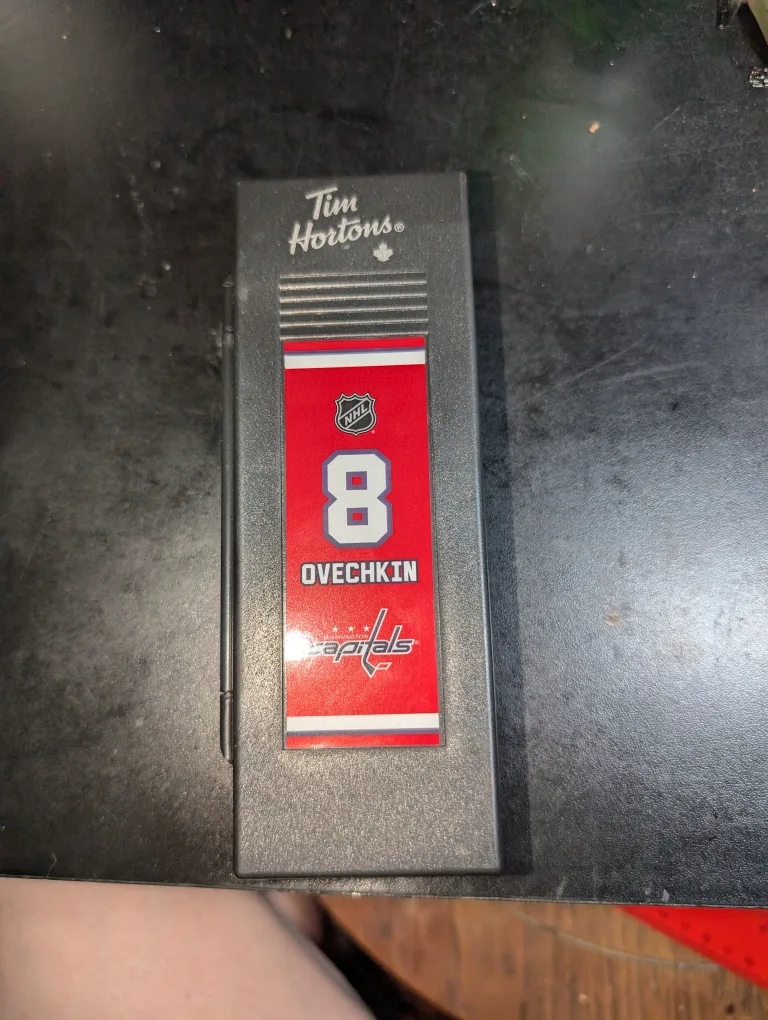 Tim
Hortons®
NHL
8
OVECHKIN
WASHINGTON
capitals